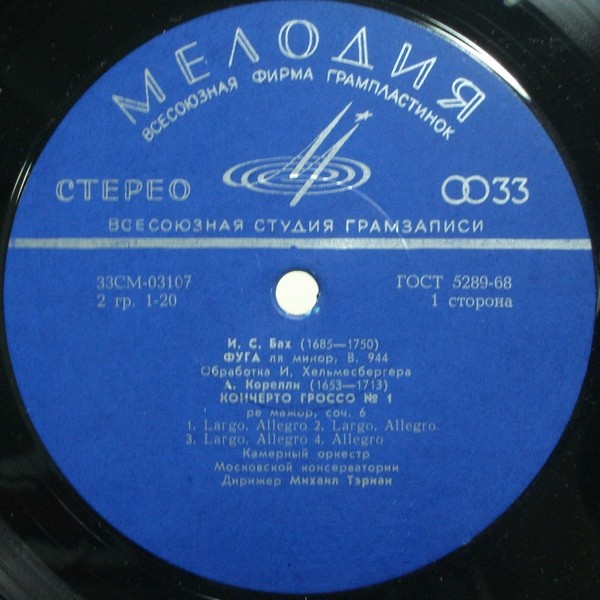 МЕЛОДИЯ
ВСЕСОЮЗНАЯ ФИРМА ГРАМПЛАСТИНОК
СТЕРЕО
33
ВСЕСОЮЗНАЯ СТУДИЯ ГРАМЗАПИСИ
33СМ-03107
ГОСТ 5289-68
2 гр. 1-20
1 сторона
И. С. Бах (1685—1750)
ФУГА ля минор, В. 944
Обработка И. Хельмесбергера
А. Корелли (1653—1713)
КОНЧЕРТО ГРОССО № 1
ре мажор, соч. 6
1. Largo. Allegro 2. Largo. Allegro.
3. Largo. Allegro 4. Allegro
Камерный оркестр
Московской консерватории
Дирижер Михаил Тэриан